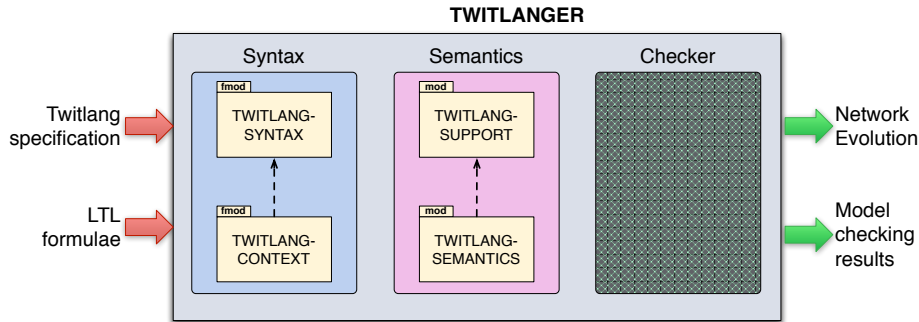 TWITLANGER
Syntax
Semantics
Checker
Twitlang
specification
LTL
formulae
fmod
TWITLANG-
SYNTAX
fmod
TWITLANG-
CONTEXT
mod
TWITLANG-
SUPPORT
mod
TWITLANG-
SEMANTICS
Network
Evolution
Model
checking
results